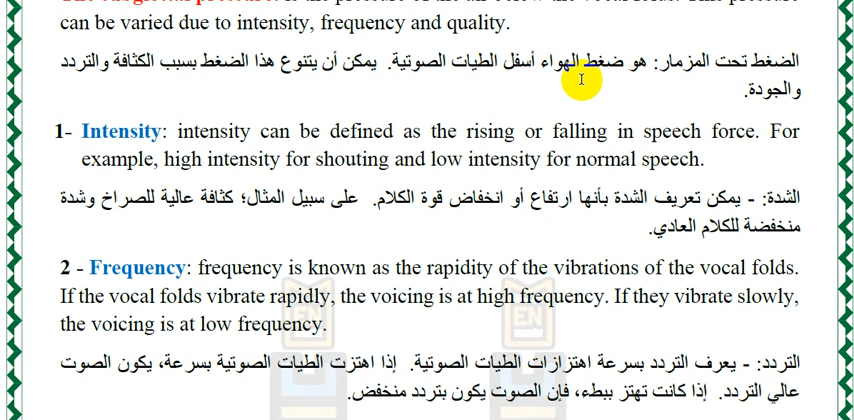 can be varied due to intensity, frequency and quality.
الضغط تحت المزمار: هو ضغط الهواء أسفل الطيات الصوتية. يمكن أن يتنوع هذا الضغط بسبب الكثافة والتردد
والجودة.
1- Intensity: intensity can be defined as the rising or falling in speech force. For
example, high intensity for shouting and low intensity for normal speech.
الشدة: - يمكن تعريف الشدة بأنها ارتفاع أو انخفاض قوة الكلام. على سبيل المثال؛ كثافة عالية للصراخ وشدة
منخفضة للكلام العادي.
2 - Frequency: frequency is known as the rapidity of the vibrations of the vocal folds.
If the vocal folds vibrate rapidly, the voicing is at high frequency. If they vibrate slowly,
the voicing is at low frequency.
التردد: - يعرف التردد بسرعة اهتزازات الطيات الصوتية. إذا اهتزت الطيات الصوتية بسرعة، يكون الصوت
عالي التردد. إذا كانت تهتز ببطء، فإن الصوت يكون بتردد منخفض.
EN
EN